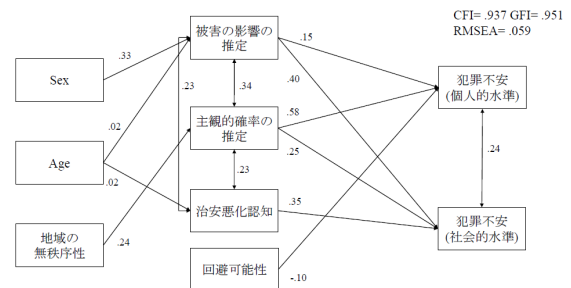 CFI= .937 GFI= .951
RMSEA= .059
被害の影響の
推定
.15
.33
Sex
.40
.23
.34
犯罪不安
(個人的水準)
.58
主観的確率の
推定
.02
.25
Age
.24
.23
.02
.35
治安悪化認知
犯罪不安
(社会的水準)
地域の
無秩序性
.24
回避可能性
-.10